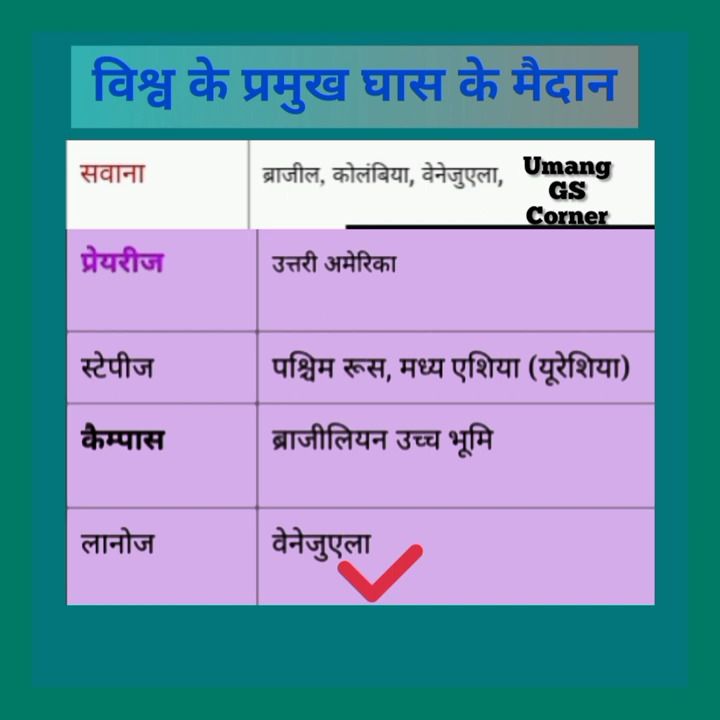 विश्व के प्रमुख घास के मैदान
सवाना ब्राजील, कोलंबिया, वेनेजुएला,
Umang
GS
Corner
प्रेयरीज उत्तरी अमेरिका
स्टेपीज पश्चिम रूस, मध्य एशिया (यूरेशिया)
कैम्पास ब्राजीलियन उच्च भूमि
लानोज वेनेजुएला